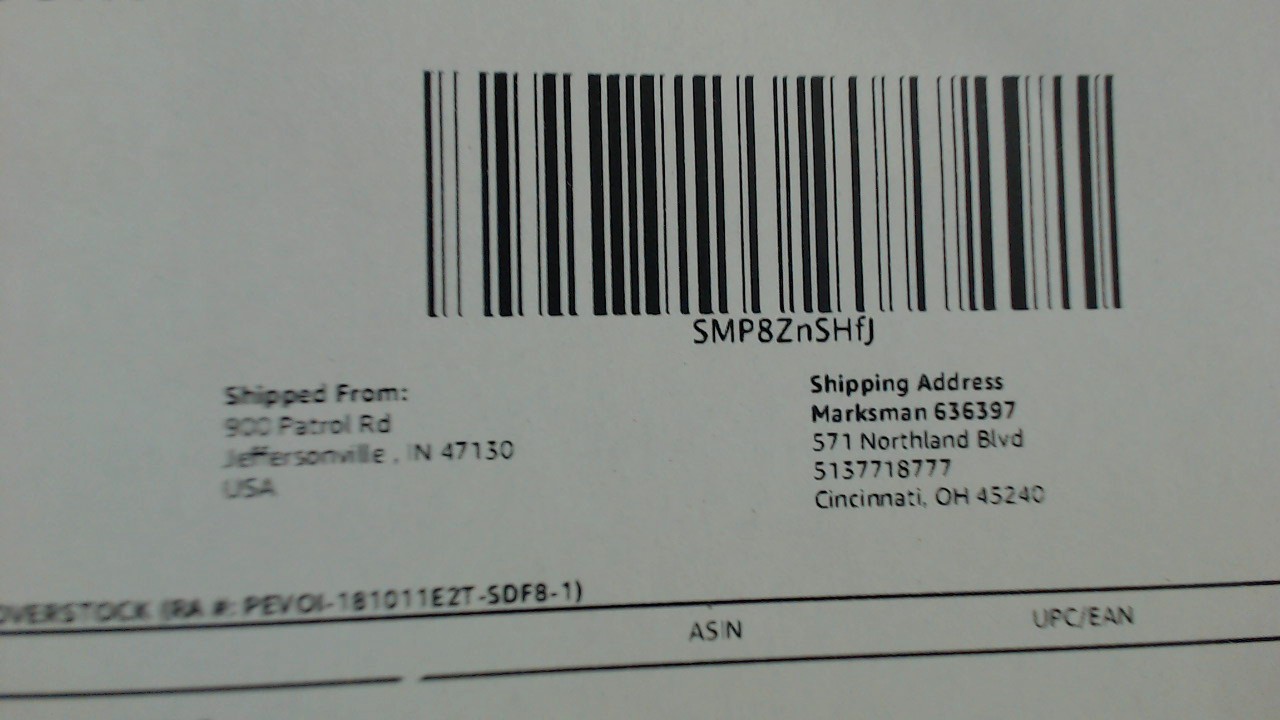 SMP8ZnSHfJ
Shipped From:
900 Patrol Rd
Jeffersonville , IN 47130
USA
Shipping Address
Marksman 636397
571 Northland Blvd
5137718777
Cincinnati, OH 45240
OVERSTOCK (RA #: PEVOI-181011E2T-SDF8-1)
ASIN
UPC/EAN